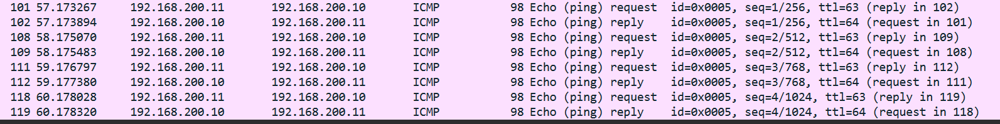 101 57.173267 192.168.200.11 192.168.200.10 ICMP 98 Echo (ping) request id=0x0005, seq=1/256, ttl=63 (reply in 102)
102 57.173894 192.168.200.10 192.168.200.11 ICMP 98 Echo (ping) reply id=0x0005, seq=1/256, ttl=64 (request in 101)
108 58.175070 192.168.200.11 192.168.200.10 ICMP 98 Echo (ping) request id=0x0005, seq=2/512, ttl=63 (reply in 109)
109 58.175483 192.168.200.10 192.168.200.11 ICMP 98 Echo (ping) reply id=0x0005, seq=2/512, ttl=64 (request in 108)
111 59.176797 192.168.200.11 192.168.200.10 ICMP 98 Echo (ping) request id=0x0005, seq=3/768, ttl=63 (reply in 112)
112 59.177380 192.168.200.10 192.168.200.11 ICMP 98 Echo (ping) reply id=0x0005, seq=3/768, ttl=64 (request in 111)
118 60.178028 192.168.200.11 192.168.200.10 ICMP 98 Echo (ping) request id=0x0005, seq=4/1024, ttl=63 (reply in 119)
119 60.178320 192.168.200.10 192.168.200.11 ICMP 98 Echo (ping) reply id=0x0005, seq=4/1024, ttl=64 (request in 118)